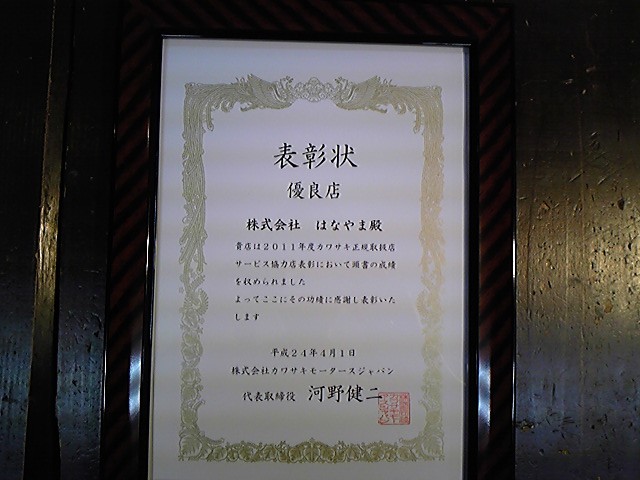 表彰状
優良店
株式会社 はなやま殿
貴店は2011年度カワサキ正規取扱店
サービス協力店表彰において頭書の成績
を収められました
よってここにその功績に感謝し表彰いた
します
平成24年4月1日
株式会社カワサキモータースジャパン
代表取締役 河野健二